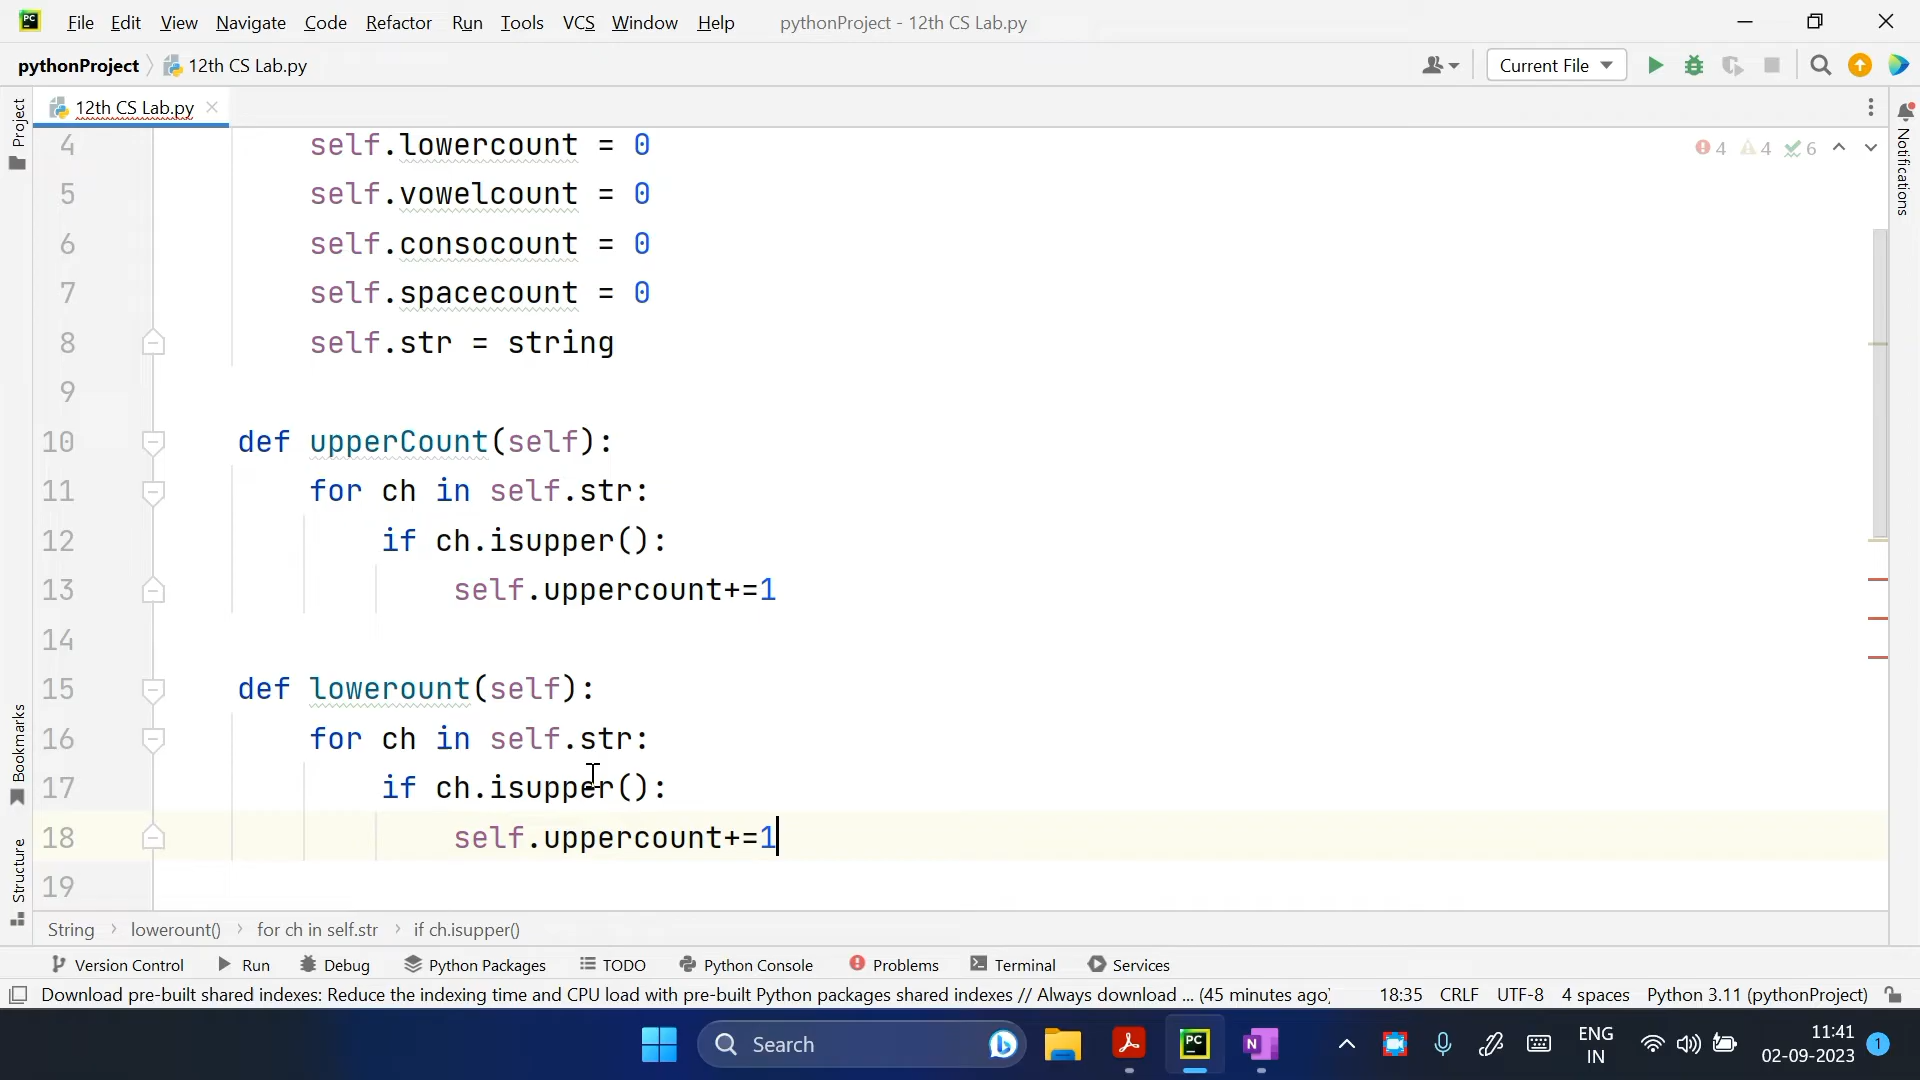 PC File Edit View Navigate Code Refactor Run Tools VCS Window Help pythonProject - 12th CS Lab.py
pythonProject 12th CS Lab.py Current File
Project
12th CS Lab.py
4 self.lowercount = 0
4 4 6
5 self.vowelcount = 0
6 self.consocount = 0
7 self.spacecount = 0
8 self.str = string
9
10 def upperCount(self):
11 for ch in self.str:
12 if ch.isupper():
13 self.uppercount+=1
14
15 def lowerount(self):
16 for ch in self.str:
17 if ch.isupper():
18 self.uppercount+=1
19
Notifications
Bookmarks
Structure
String lowerount() for ch in self.str if ch.isupper()
Version Control Run Debug Python Packages TODO Python Console Problems Terminal Services
Download pre-built shared indexes: Reduce the indexing time and CPU load with pre-built Python packages shared indexes // Always download ... (45 minutes ago) 18:35 CRLF UTF-8 4 spaces Python 3.11 (pythonProject)
Search PC N ENG
IN
11:41
02-09-2023
1